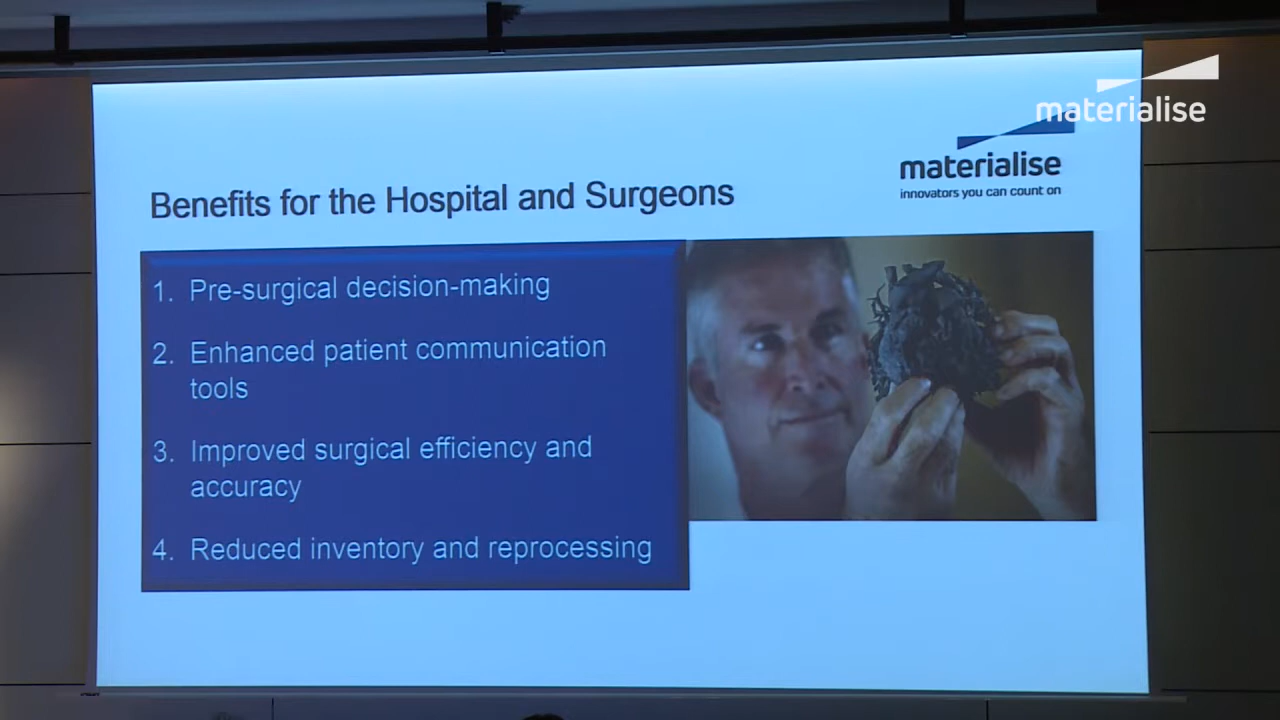 materialise
materialise
innovators you can count on
Benefits for the Hospital and Surgeons
1. Pre-surgical decision-making
2. Enhanced patient communication
tools
3. Improved surgical efficiency and
accuracy
4. Reduced inventory and reprocessing